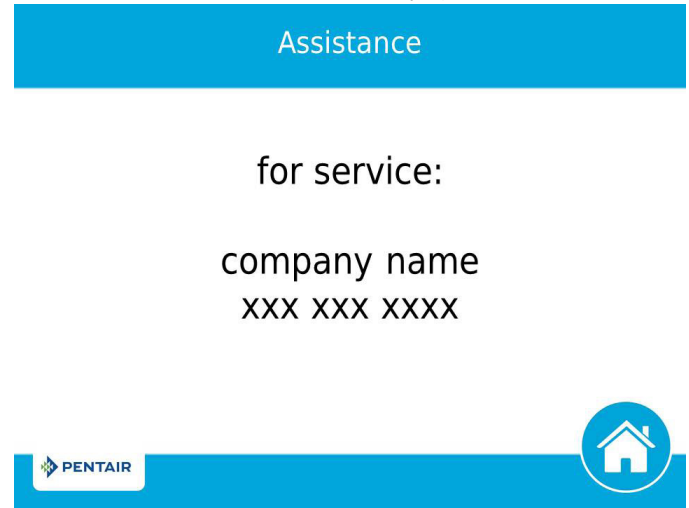 Assistance
for service:
company name
xxx xxx xxxx
PENTAIR